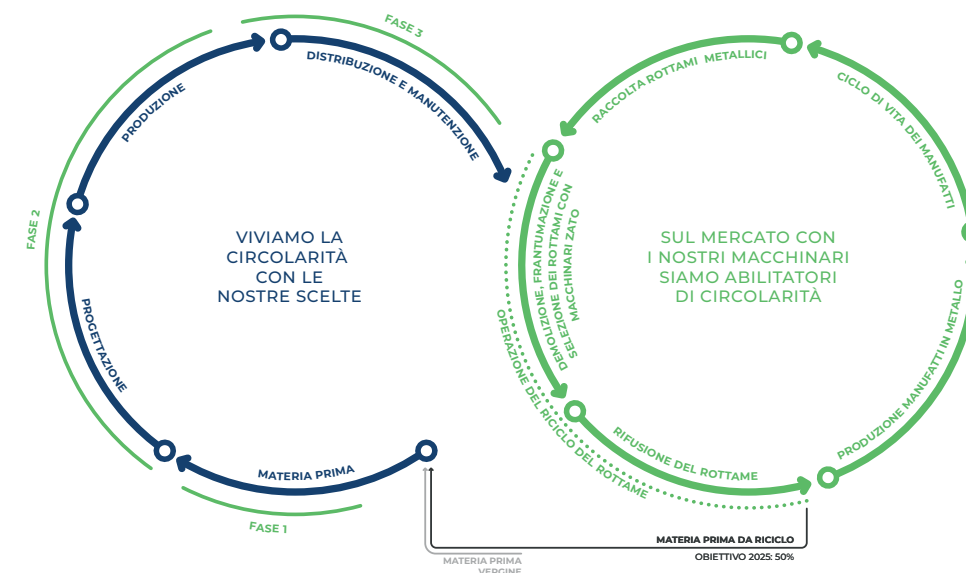 FASE 3
DISTRIBUZIONE E MANUTENZIONE
PRODUZIONE
FASE 2
VIVIAMO LA
CIRCOLARITÀ
CON LE
NOSTRE SCELTE
PROGETTAZIONE
MATERIA PRIMA
FASE 1
RACCOLTA ROTTAMI METALLICI
CICLO DI VITA DEI MANUFATTI
SUL MERCATO CON
I NOSTRI MACCHINARI
SIAMO ABILITATORI
DI CIRCOLARITÀ
DEMOLIZIONE, FRANTUMAZIONE E
SELEZIONE DEI ROTTAMI CON
MACCHINARI ZATO
OPERAZIONE DEL RICICLO DEL ROTTAME
RIFUSIONE DEL ROTTAME
PRODUZIONE MANUFATTI IN METALLO
MATERIA PRIMA DA RICICLO
OBIETTIVO 2025: 50%
MATERIA PRIMA
VERGINE